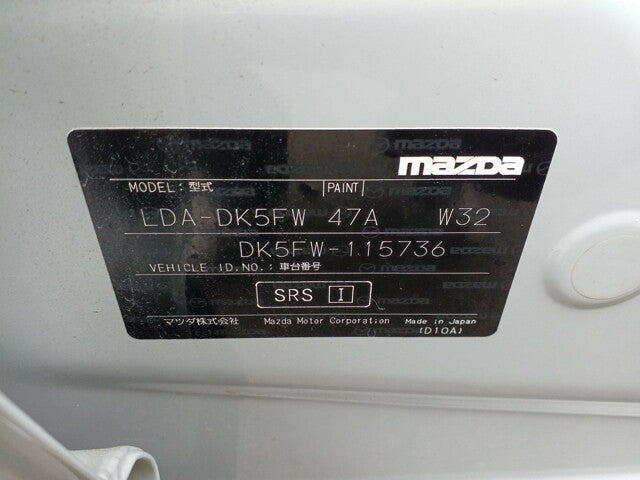 mazda
MODEL: 型式 PAINT
LDA-DK5FW 47A W32
DK5FW-115736
VEHICLE ID.NO.: 車台番号
SRS I
マツダ株式会社 Mazda Motor Corporation Made in Japan
(D10A)